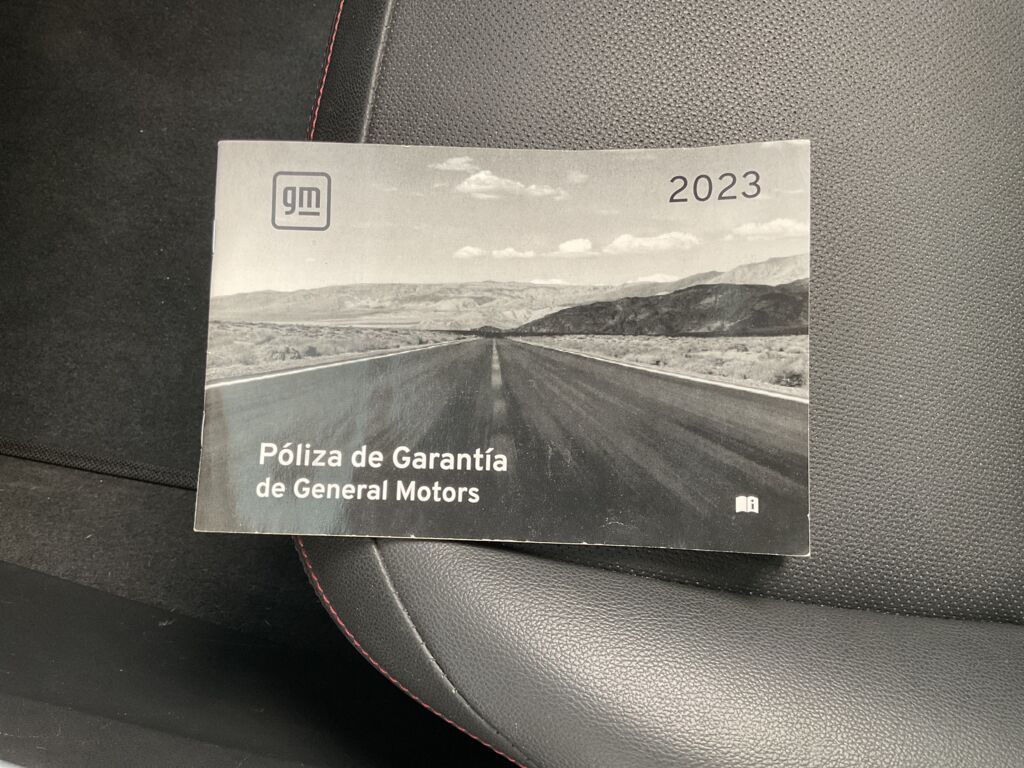 gm
2023
Póliza de Garantía
de General Motors
i